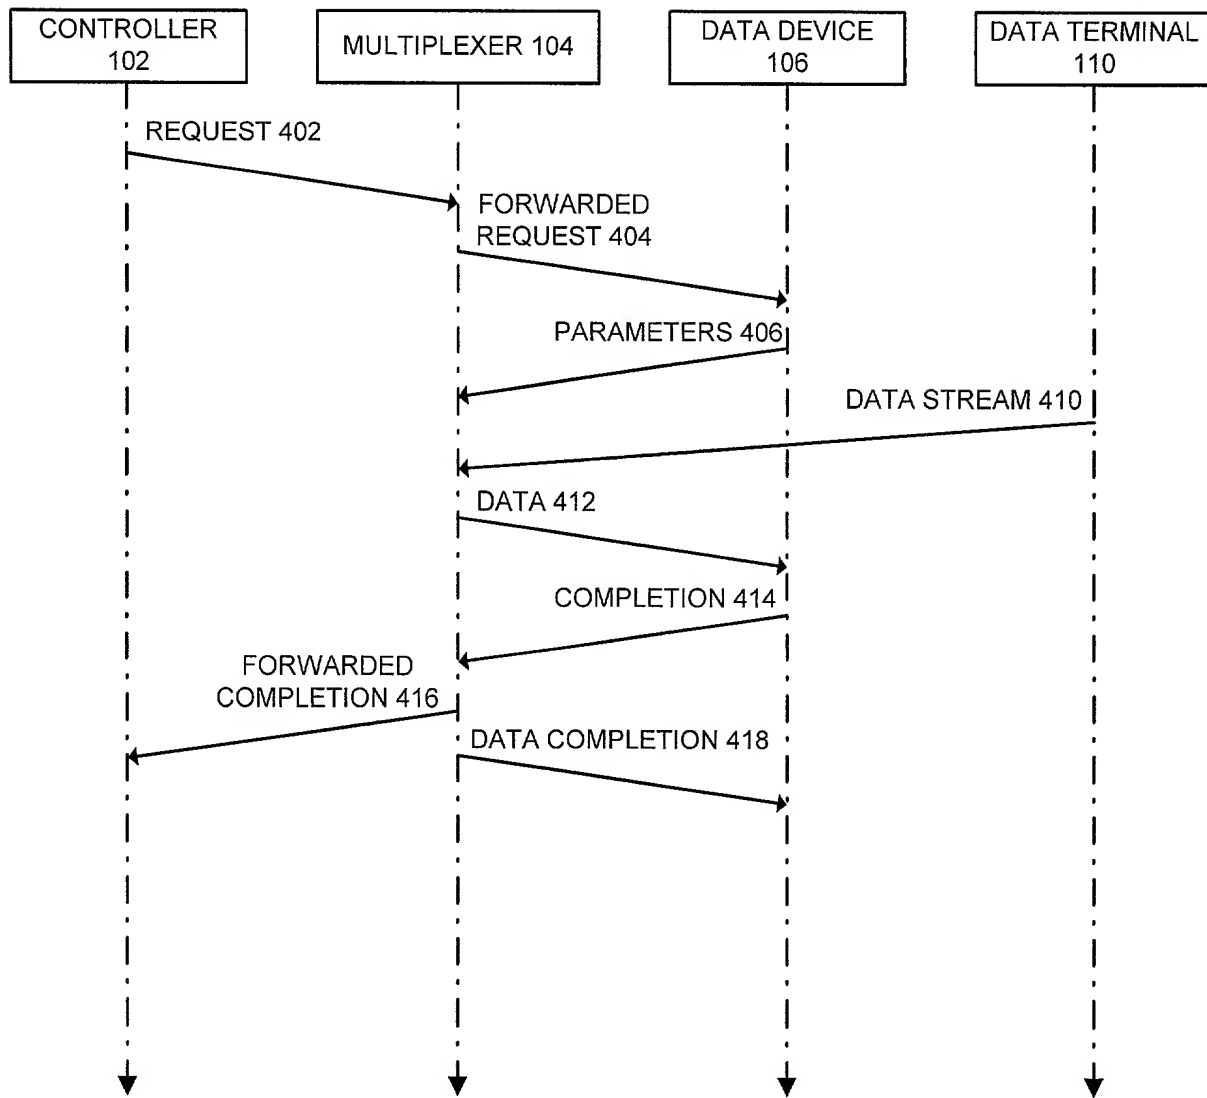 CONTROLLER
102
MULTIPLEXER 104
DATA DEVICE
106
DATA TERMINAL
110
REQUEST 402
FORWARDED
REQUEST 404
PARAMETERS 406
DATA STREAM 410
DATA 412
COMPLETION 414
FORWARDED
COMPLETION 416
DATA COMPLETION 418